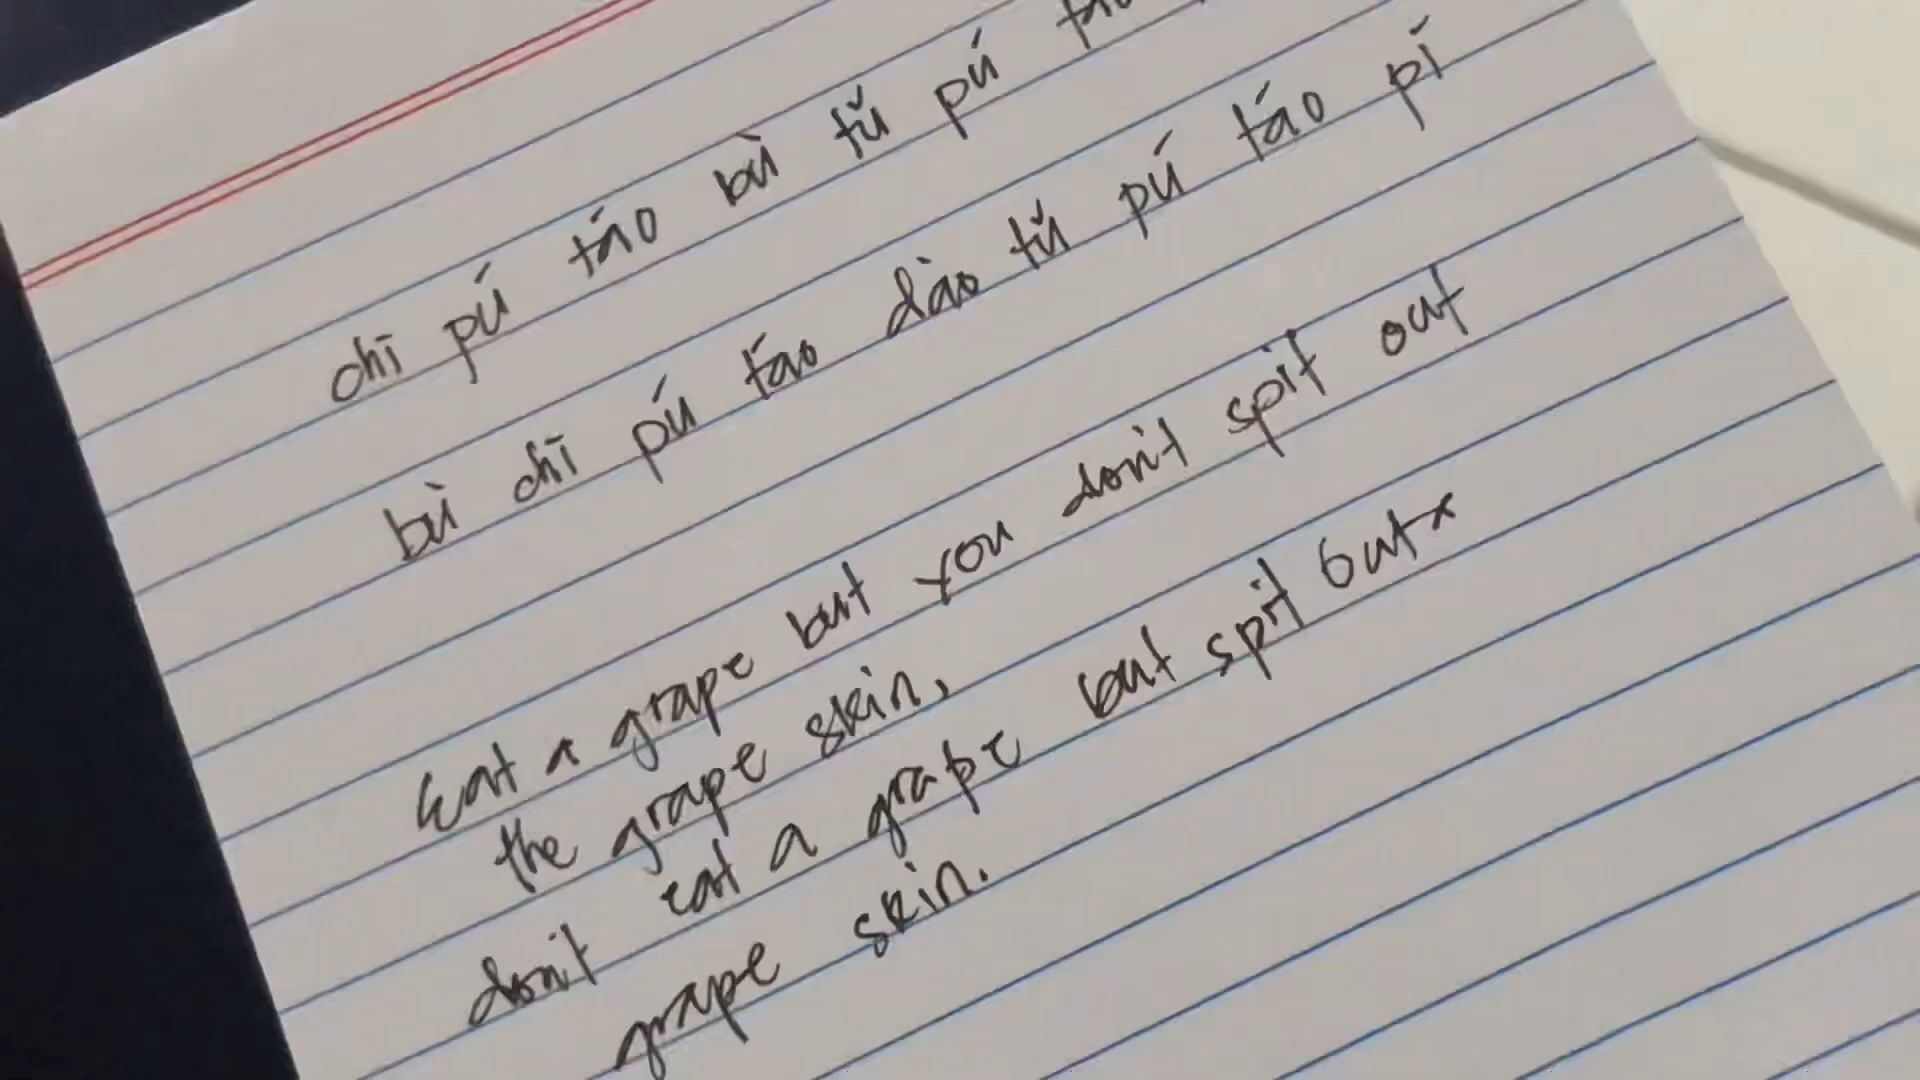 chī pú táo bù tǔ pú
bù chī pú táo dào tǔ pú táo pí
Eat a grape but you don't spit out
the grape skin,
don't eat a grape but spit out
grape skin.